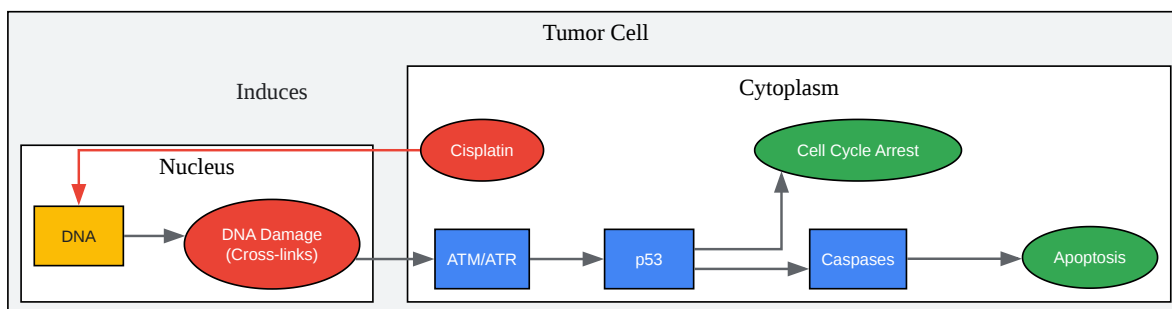 Tumor Cell
Induces
Cytoplasm
Cisplatin
Cell Cycle Arrest
Nucleus
DNA
DNA Damage
(Cross-links)
ATM/ATR
p53
Caspases
Apoptosis